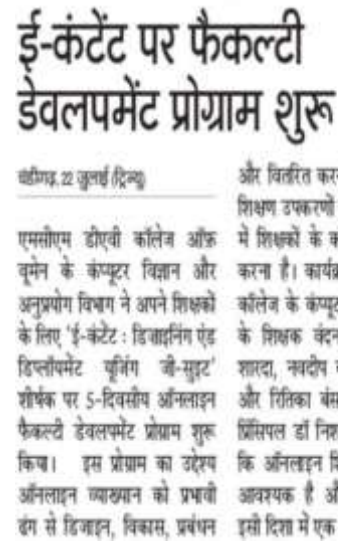 ई-कंटेंट पर फैकल्टी
डेवलपमेंट प्रोग्राम शुरू
चंडीगढ़, 22 जुलाई (ट्रिन्यू)
एमसीएम डीएवी कॉलेज ऑफ
वूमेन के कंप्यूटर विज्ञान और
अनुप्रयोग विभाग ने अपने शिक्षकों
के लिए 'ई-कंटेंट : डिजाइनिंग एंड
डिप्लॉयमेंट यूजिंग जी-सुइट'
शीर्षक पर 5-दिवसीय ऑनलाइन
फैकल्टी डेवलपमेंट प्रोग्राम शुरू
किया। इस प्रोग्राम का उद्देश्य
ऑनलाइन व्याख्यान को प्रभावी
ढंग से डिजाइन, विकास, प्रबंधन
और वितरित कर
शिक्षण उपकरणों
में शिक्षकों के क
करना है। कार्यक्र
कॉलेज के कंप्यूट
के शिक्षक वंद
शारदा, नवदीप
और रितिका बंस
प्रिंसिपल डॉ निश
कि ऑनलाइन शि
आवश्यक है औ
इसी दिशा में एक